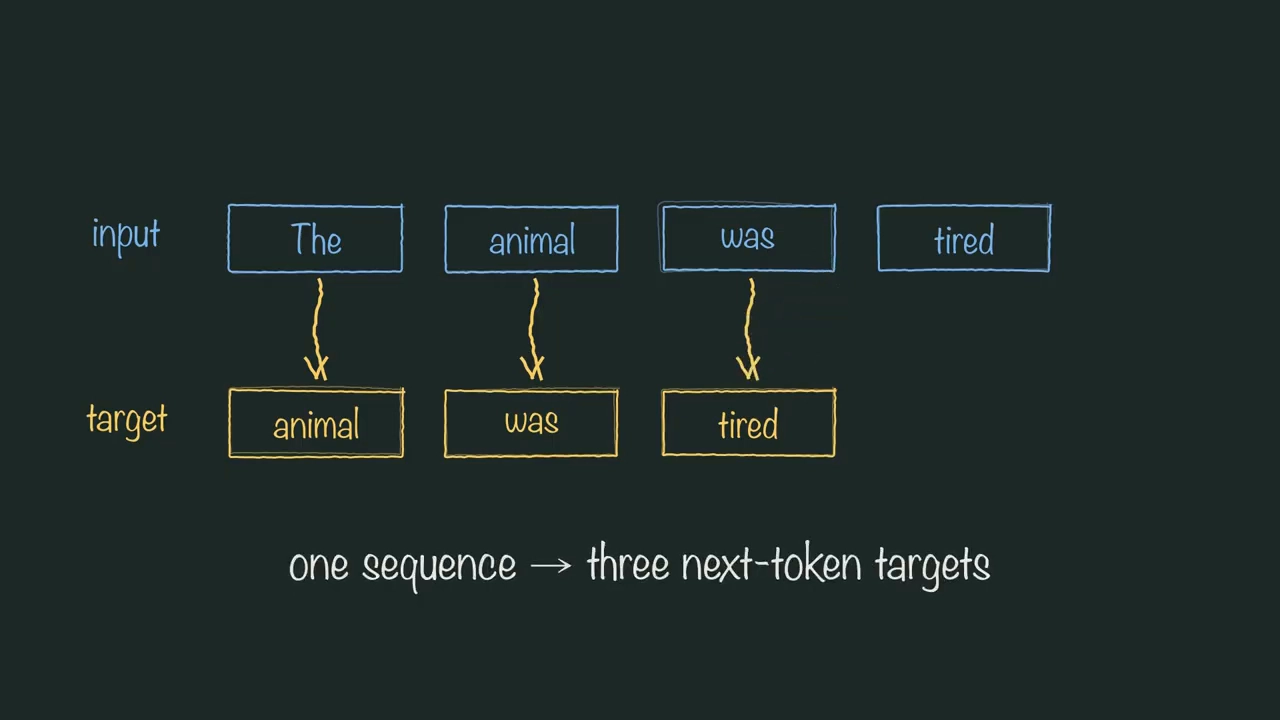 input The animal was tired
target animal was tired
one sequence → three next-token targets